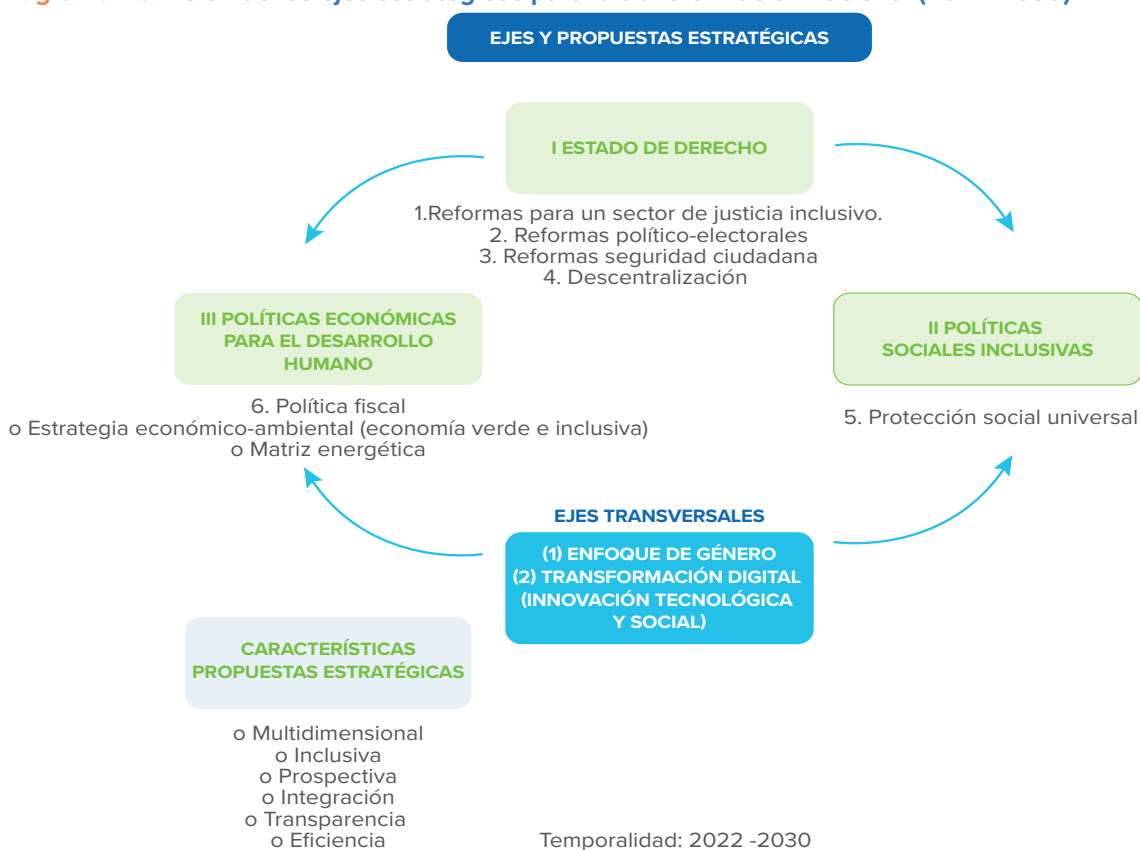 EJES Y PROPUESTAS ESTRATÉGICAS
I ESTADO DE DERECHO
1.Reformas para un sector de justicia inclusivo.
2. Reformas político-electorales
3. Reformas seguridad ciudadana
4. Descentralización
III POLÍTICAS ECONÓMICAS
PARA EL DESARROLLO
HUMANO
6. Política fiscal
o Estrategia económico-ambiental (economía verde e inclusiva)
o Matriz energética
II POLÍTICAS
SOCIALES INCLUSIVAS
5. Protección social universal
EJES TRANSVERSALES
(1) ENFOQUE DE GÉNERO
(2) TRANSFORMACIÓN DIGITAL
(INNOVACIÓN TECNOLÓGICA
Y SOCIAL)
CARACTERÍSTICAS
PROPUESTAS ESTRATÉGICAS
o Multidimensional
o Inclusiva
o Prospectiva
o Integración
o Transparencia
o Eficiencia
Temporalidad: 2022 -2030